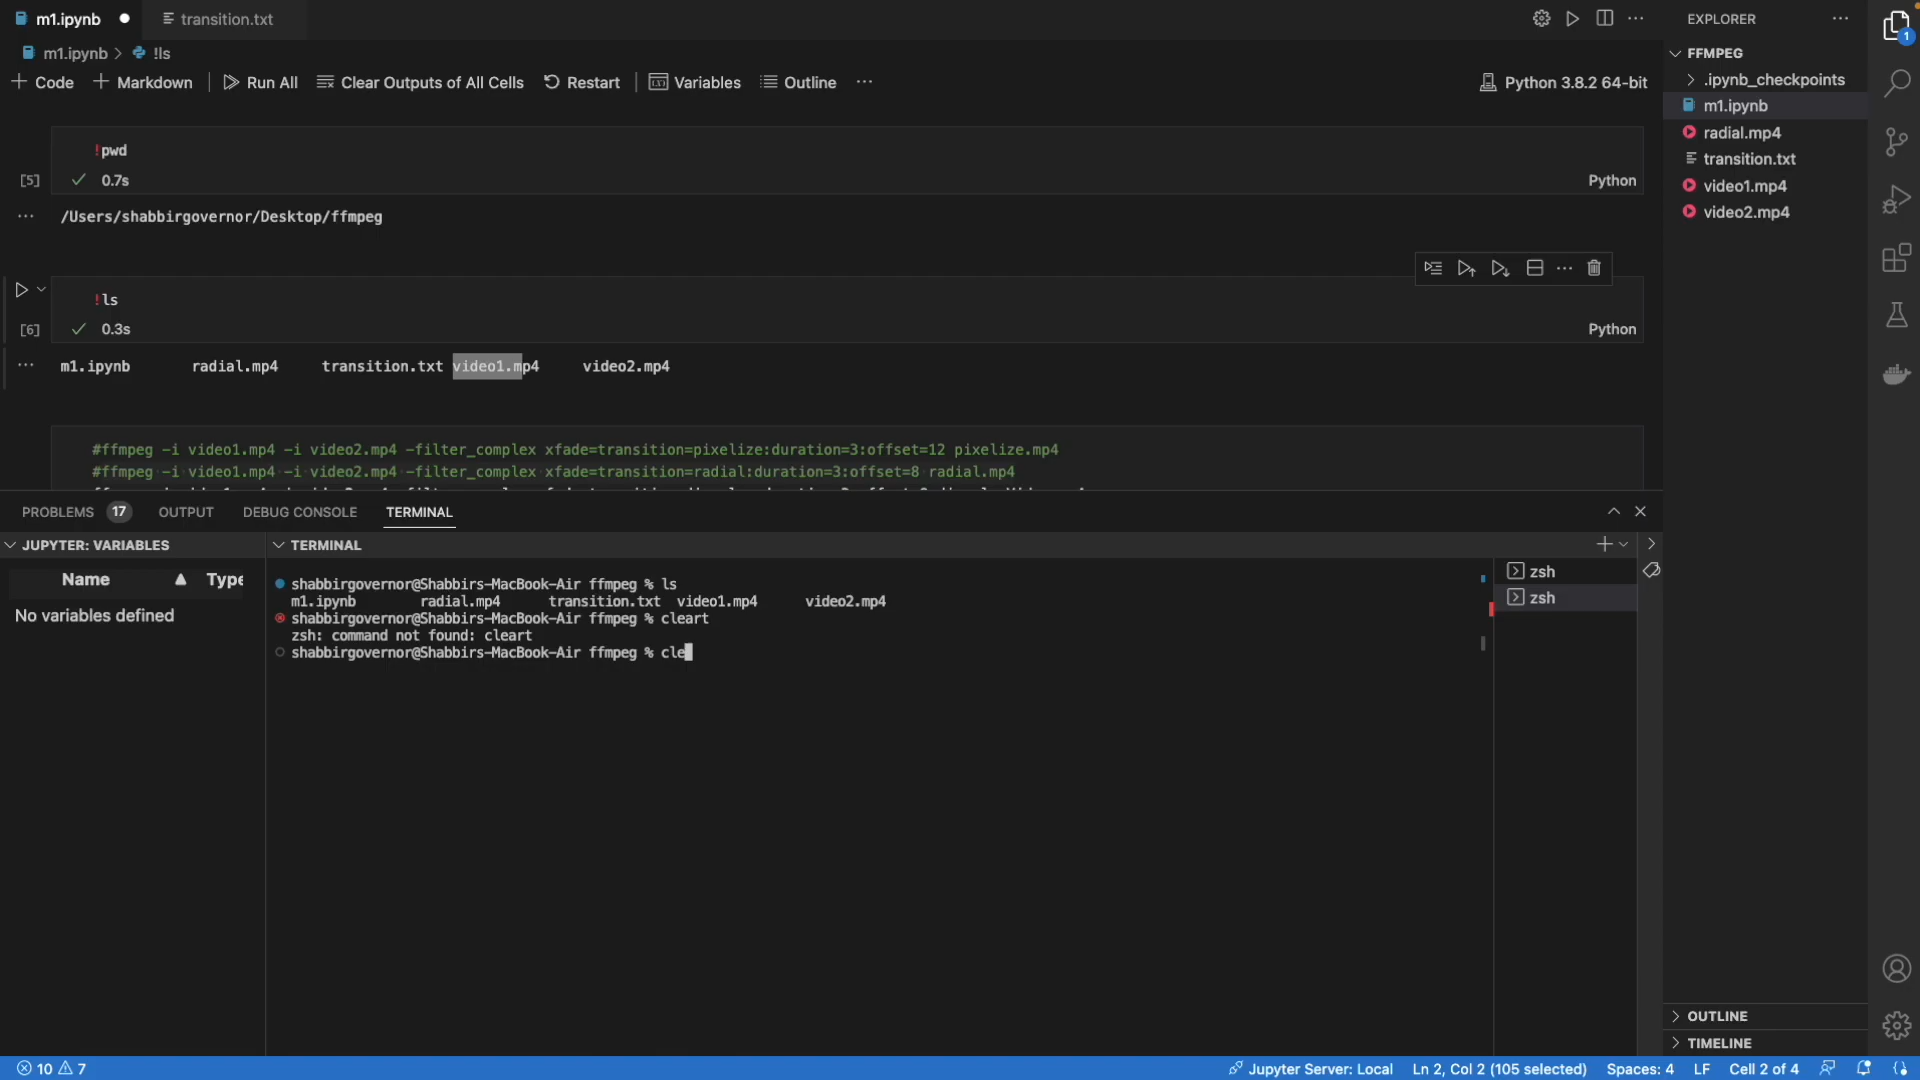 m1.ipynb
transition.txt
m1.ipynb > !ls
+ Code + Markdown | Run All Clear Outputs of All Cells Restart | Variables Outline ...
Python 3.8.2 64-bit
!pwd
[5] ✓ 0.7s
Python
... /Users/shabbirgovernor/Desktop/ffmpeg
!ls
[6] ✓ 0.3s
Python
... m1.ipynb radial.mp4 transition.txt video1.mp4 video2.mp4
#ffmpeg -i video1.mp4 -i video2.mp4 -filter_complex xfade=transition=pixelize:duration=3:offset=12 pixelize.mp4
#ffmpeg -i video1.mp4 -i video2.mp4 -filter_complex xfade=transition=radial:duration=3:offset=8 radial.mp4
PROBLEMS 17 OUTPUT DEBUG CONSOLE TERMINAL
JUPYTER: VARIABLES
Name ▲ Type
No variables defined
TERMINAL
shabbirgovernor@Shabbirs-MacBook-Air ffmpeg % ls
m1.ipynb radial.mp4 transition.txt video1.mp4 video2.mp4
shabbirgovernor@Shabbirs-MacBook-Air ffmpeg % cleart
zsh: command not found: cleart
shabbirgovernor@Shabbirs-MacBook-Air ffmpeg % cle
zsh
zsh
EXPLORER
FFMPEG
.ipynb_checkpoints
m1.ipynb
radial.mp4
transition.txt
video1.mp4
video2.mp4
OUTLINE
TIMELINE
1
10 7
Jupyter Server: Local
Ln 2, Col 2 (105 selected)
Spaces: 4
LF
Cell 2 of 4